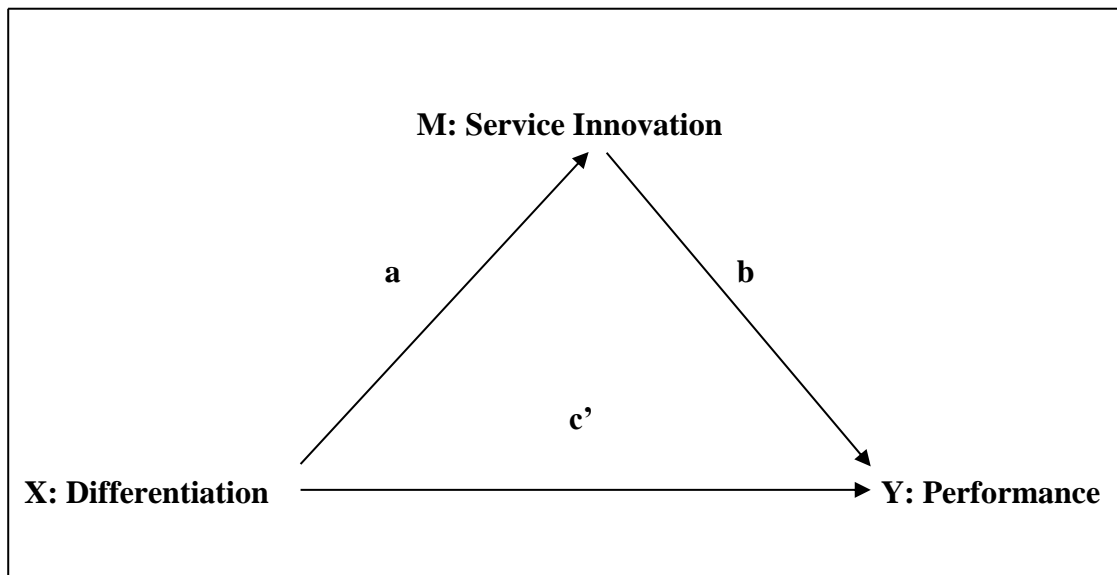 M: Service Innovation
a
b
c’
X: Differentiation
Y: Performance